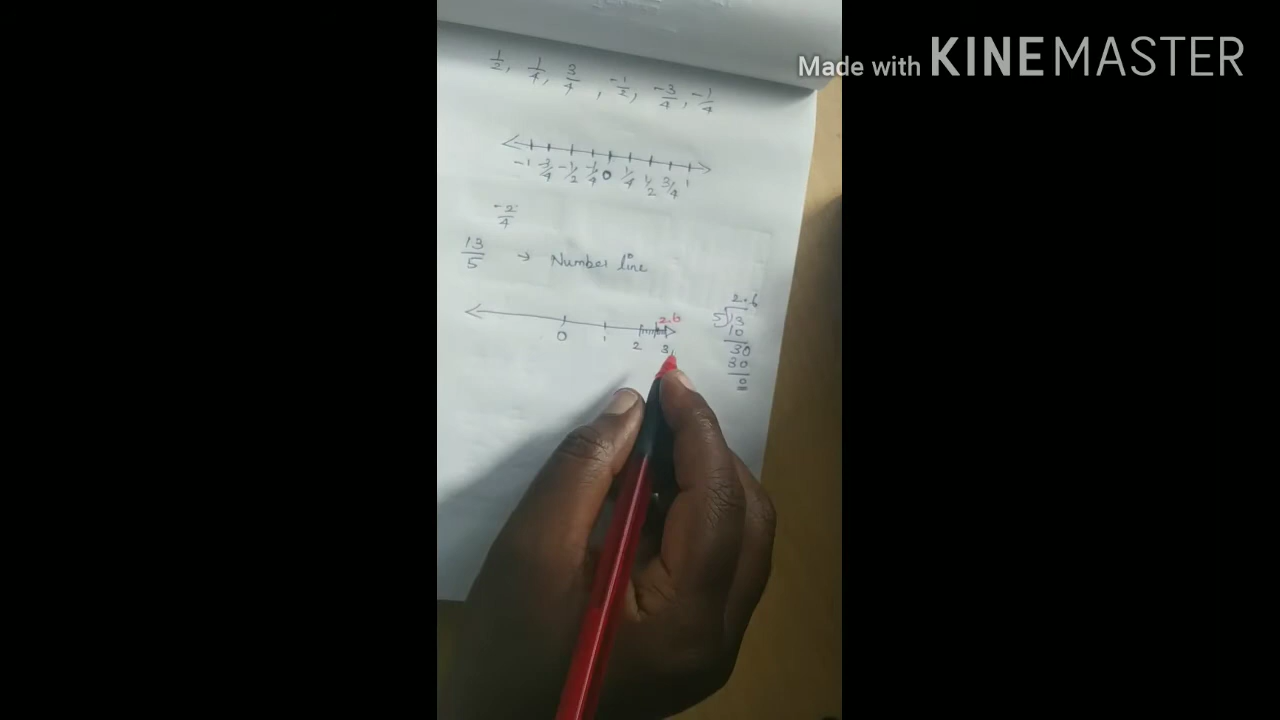 Made with KINEMASTER
1/2, 1/4, 3/4, -1/2, -3/4, -1/4
-1 -3/4 -1/2 -1/4 0 1/4 1/2 3/4 1
-2/4
13/5 → Number line
2.6
0 1 2 3
2.6
5)13
10
30
30
0